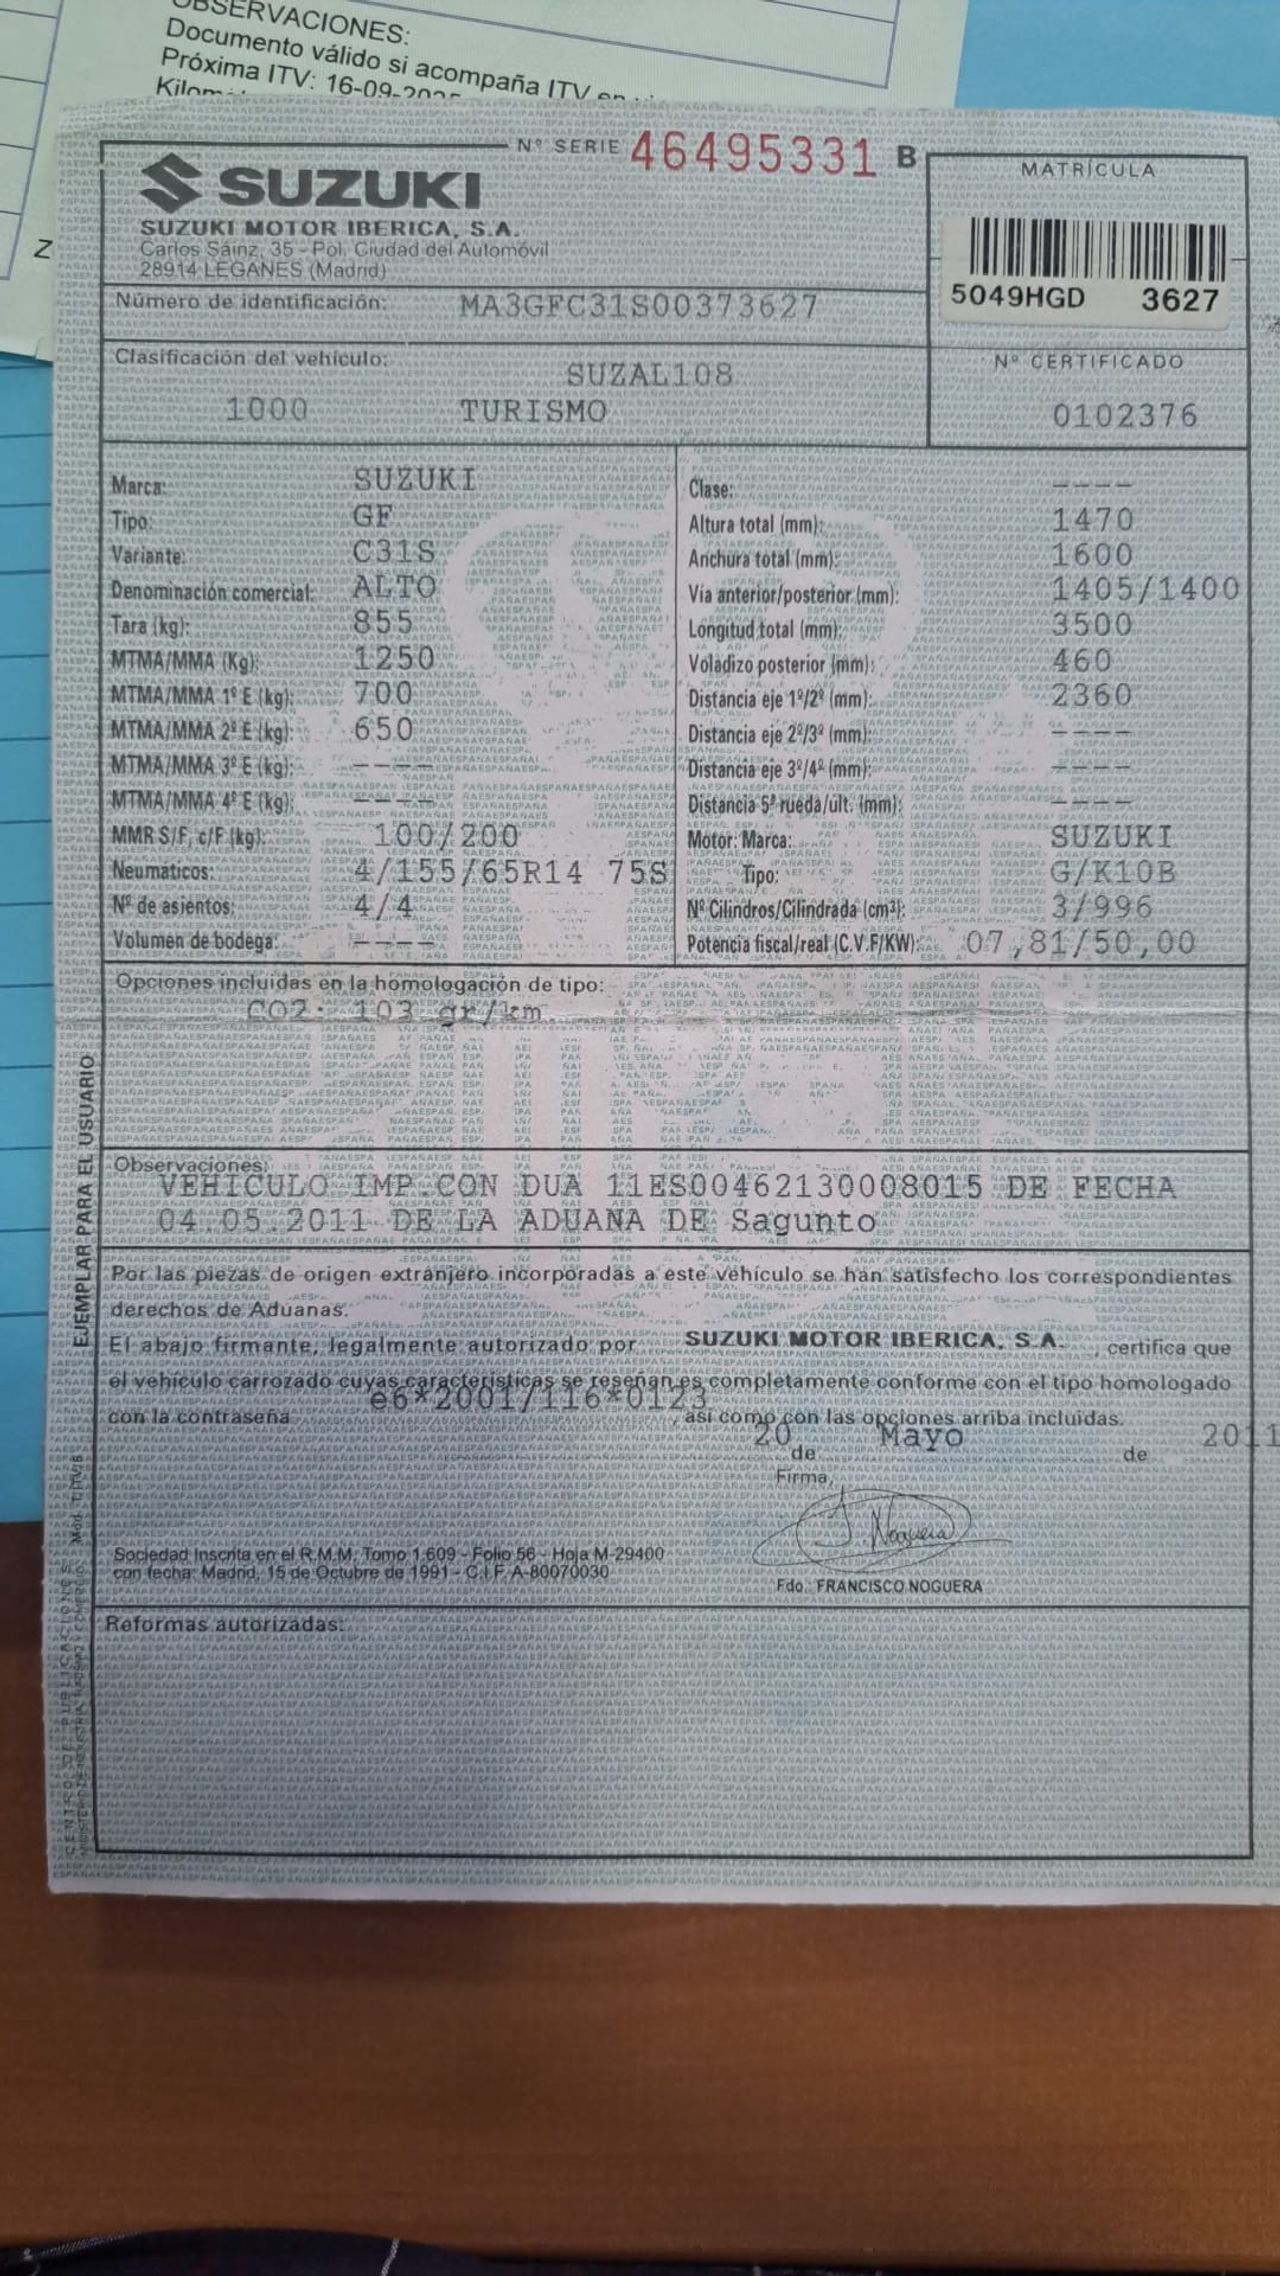 OBSERVACIONES:
Documento válido si acompaña ITV en
Próxima ITV: 16-09-
Z
Nº SERIE 46495331 B
SUZUKI
SUZUKI MOTOR IBERICA, S.A.
Carlos Sáinz, 35 - Pol. Ciudad del Automóvil
28914 LEGANES (Madrid)
MATRÍCULA
5049HGD 3627
Número de identificación: MA3GFC31S00373627
Clasificación del vehículo:
SUZAL108
1000 TURISMO
Nº CERTIFICADO
0102376
Marca: SUZUKI
Tipo: GF
Variante: C31S
Denominación comercial: ALTO
Tara (kg): 855
MTMA/MMA (Kg): 1250
MTMA/MMA 1º E (kg): 700
MTMA/MMA 2º E (kg): 650
MTMA/MMA 3º E (kg): ----
MTMA/MMA 4º E (kg): ----
MMR S/F, c/F (kg): 100/200
Neumáticos: 4/155/65R14 75S
Nº de asientos: 4/4
Volumen de bodega: ----
Clase: ----
Altura total (mm): 1470
Anchura total (mm): 1600
Vía anterior/posterior (mm): 1405/1400
Longitud total (mm): 3500
Voladizo posterior (mm): 460
Distancia eje 1º/2º (mm): 2360
Distancia eje 2º/3º (mm): ----
Distancia eje 3º/4º (mm): ----
Distancia 5ª rueda/últ. (mm): ----
Motor: Marca: SUZUKI
Tipo: G/K10B
Nº Cilindros/Cilindrada (cm³): 3/996
Potencia fiscal/real (C.V.F/KW): 07,81/50,00
Opciones incluidas en la homologación de tipo:
CO2: 103 gr/km
Observaciones:
VEHICULO IMP.CON DUA 11ES00462130008015 DE FECHA
04.05.2011 DE LA ADUANA DE Sagunto
Por las piezas de origen extranjero incorporadas a este vehículo se han satisfecho los correspondientes
derechos de Aduanas.
El abajo firmante, legalmente autorizado por SUZUKI MOTOR IBERICA, S.A. , certifica que
el vehículo carrozado cuyas características se reseñan es completamente conforme con el tipo homologado
con la contraseña e6*2001/116*0123 , así como con las opciones arriba incluidas.
20 de Mayo de 2011
Firma,
J. Noguera
Sociedad Inscrita en el R.M.M. Tomo 1.609 - Folio 56 - Hoja M-29400
con fecha: Madrid, 15 de Octubre de 1991 - C.I.F. A-80070030
Fdo.: FRANCISCO NOGUERA
Reformas autorizadas:
EJEMPLAR PARA EL USUARIO
CENTRO DE PUBLICACIONES